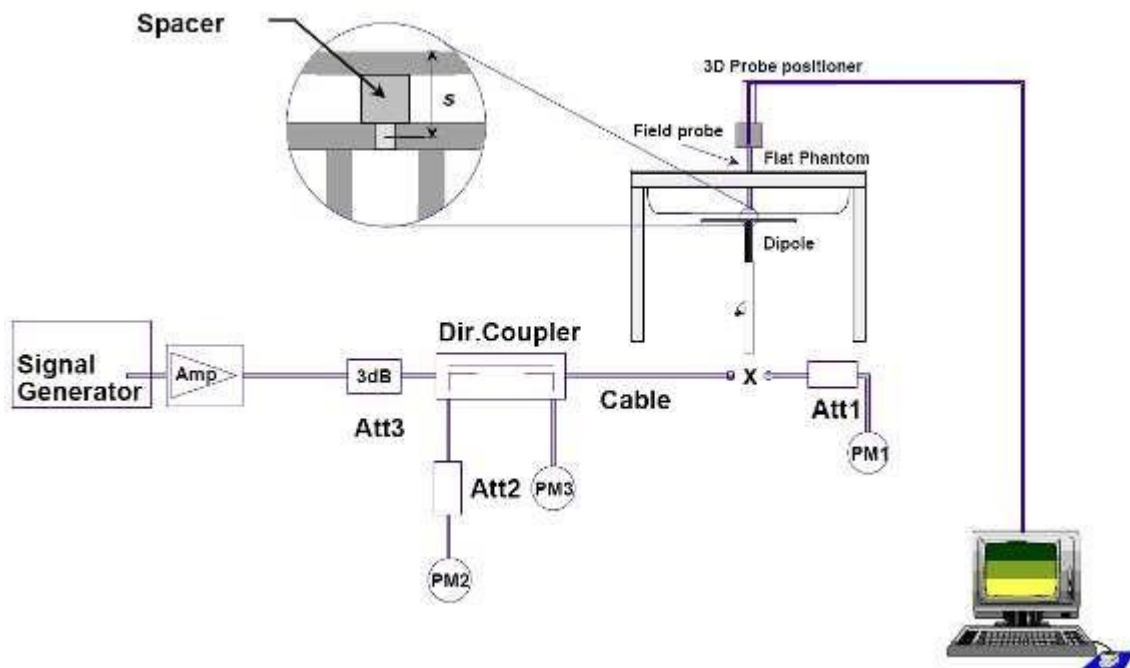 Spacer
s
3D Probe positioner
Field probe
Flat Phantom
Dipole
Dir.Coupler
Signal
Generator
Amp
3dB
Cable
X
Att1
Att3
PM1
Att2
PM3
PM2